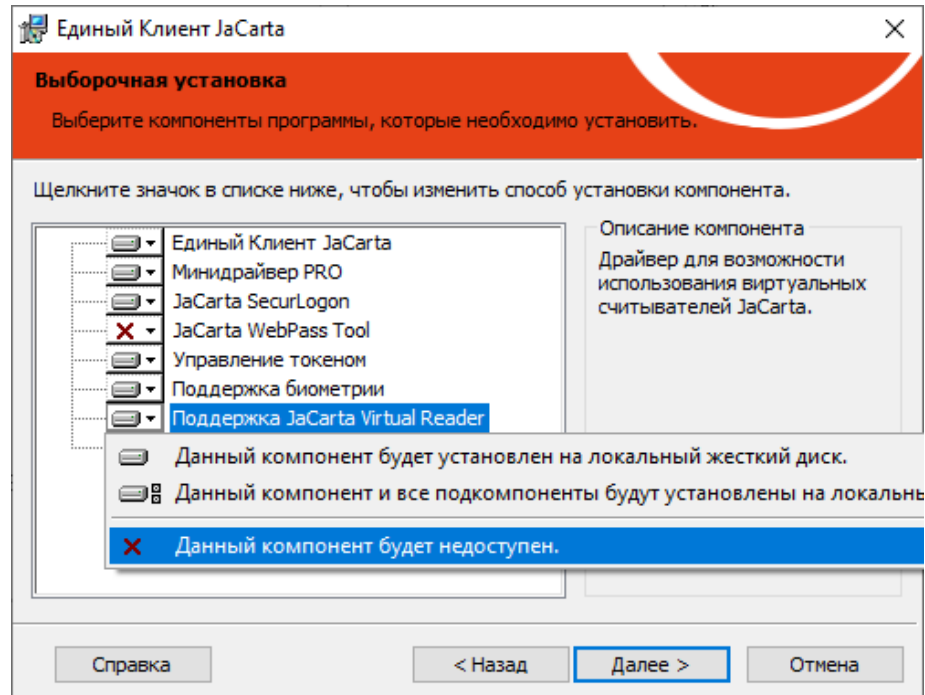 Единый Клиент JaCarta
Выборочная установка
Выберите компоненты программы, которые необходимо установить.
Щелкните значок в списке ниже, чтобы изменить способ установки компонента.
Единый Клиент JaCarta
Минидрайвер PRO
JaCarta SecurLogon
JaCarta WebPass Tool
Управление токеном
Поддержка биометрии
Поддержка JaCarta Virtual Reader
Описание компонента
Драйвер для возможности
использования виртуальных
считывателей JaCarta.
Данный компонент будет установлен на локальный жесткий диск.
Данный компонент и все подкомпоненты будут установлены на
Данный компонент будет недоступен.
Справка
< Назад
Далее >
Отмена